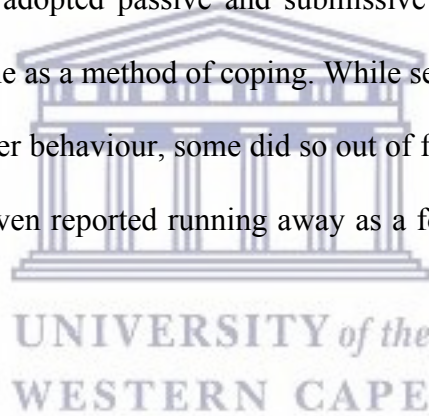 adopted passive and submissive
e as a method of coping. While se
er behaviour, some did so out of f
ven reported running away as a fo
UNIVERSITY of the
WESTERN CAPE